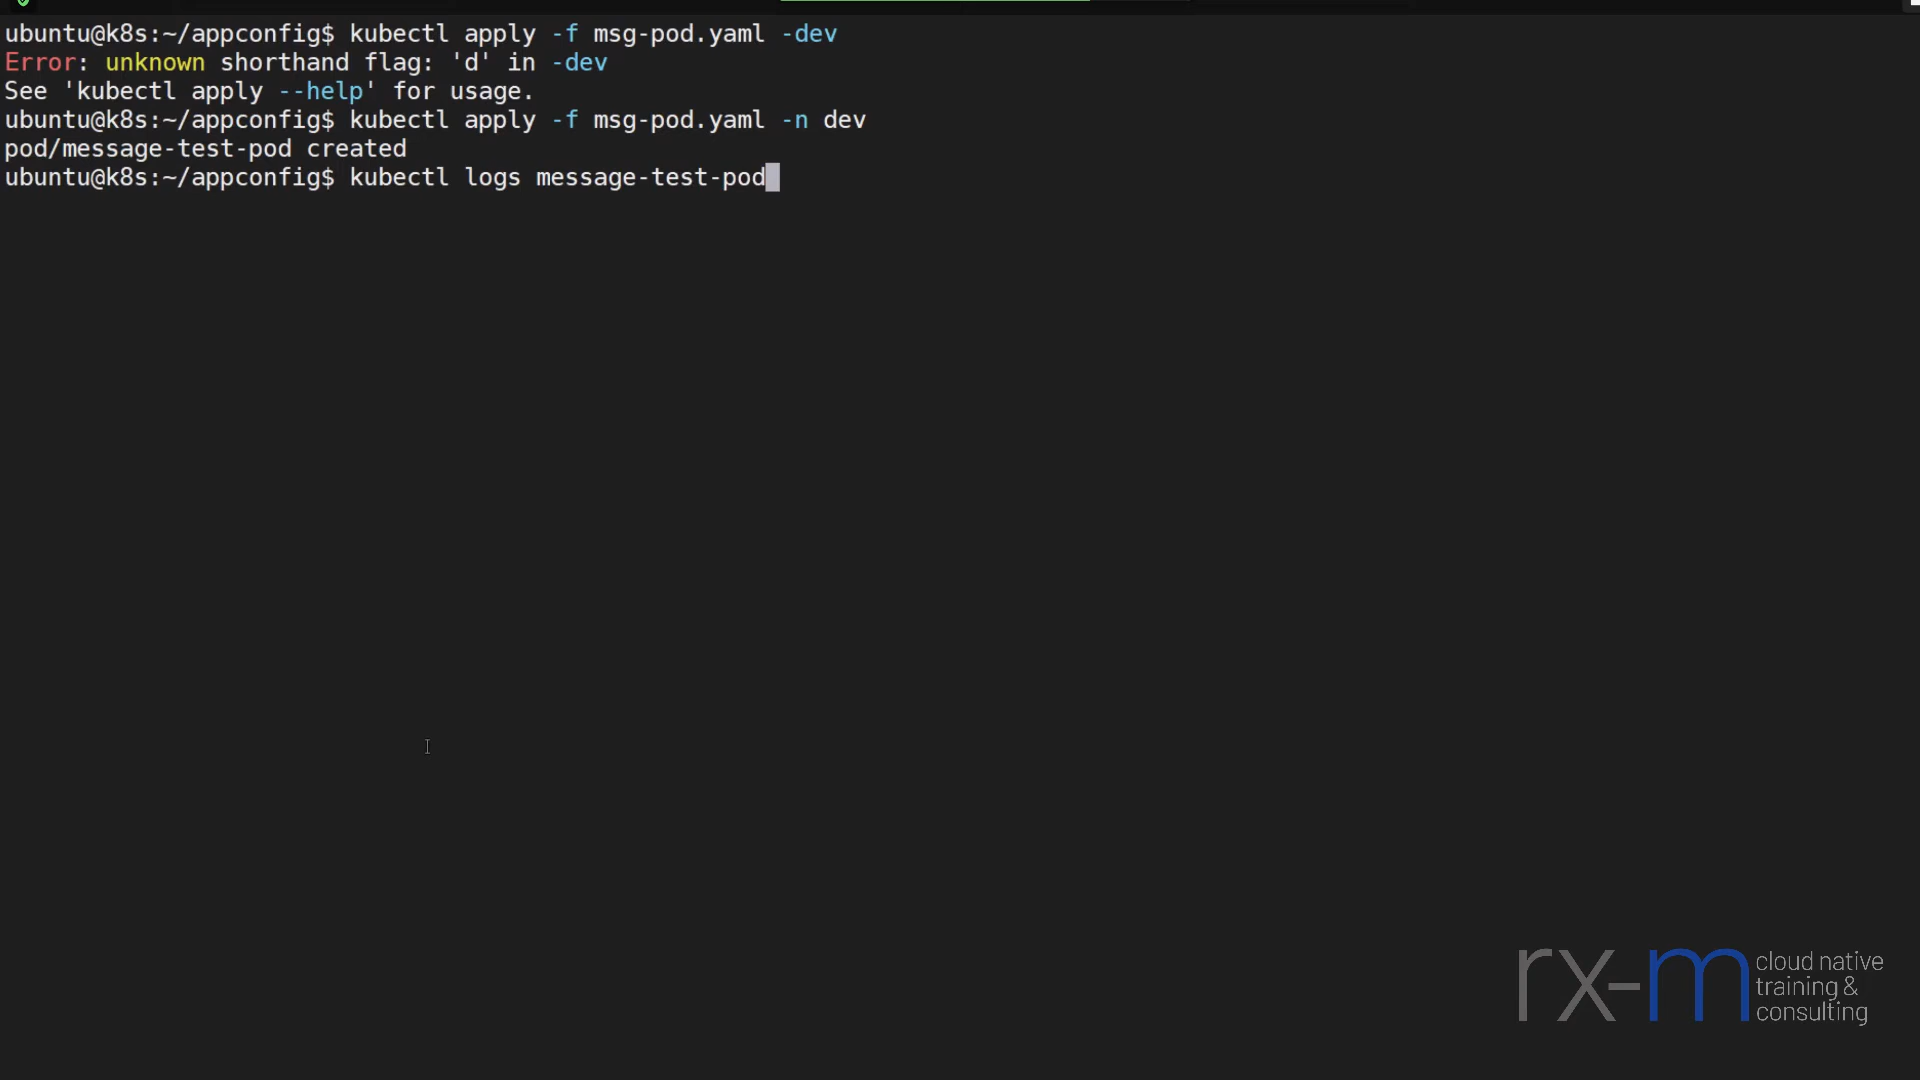 ubuntu@k8s:~/appconfig$ kubectl apply -f msg-pod.yaml -dev
Error: unknown shorthand flag: 'd' in -dev
See 'kubectl apply --help' for usage.
ubuntu@k8s:~/appconfig$ kubectl apply -f msg-pod.yaml -n dev
pod/message-test-pod created
ubuntu@k8s:~/appconfig$ kubectl logs message-test-pod
rx-m
cloud native
training &
consulting